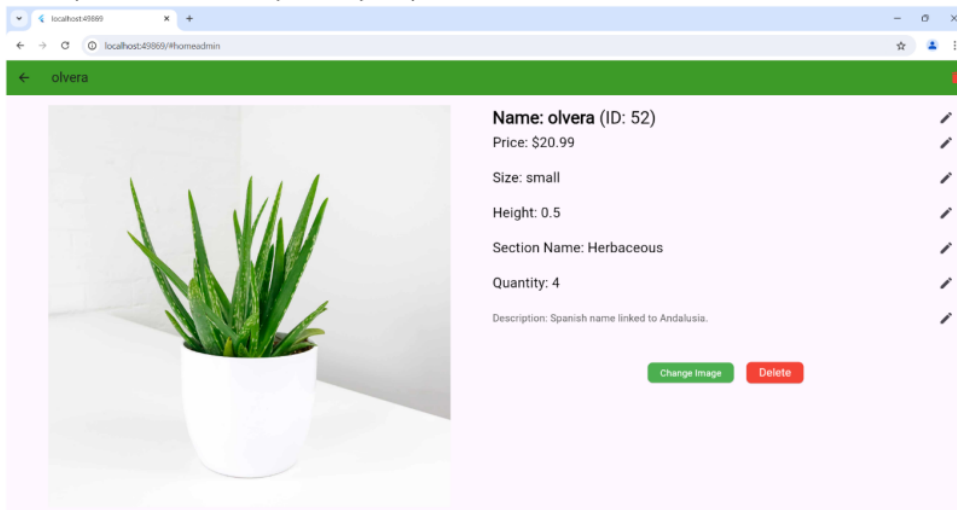 localhost:49869
localhost:49869/#homeadmin
olvera
Name: olvera (ID: 52)
Price: $20.99
Size: small
Height: 0.5
Section Name: Herbaceous
Quantity: 4
Description: Spanish name linked to Andalusia.
Change Image
Delete